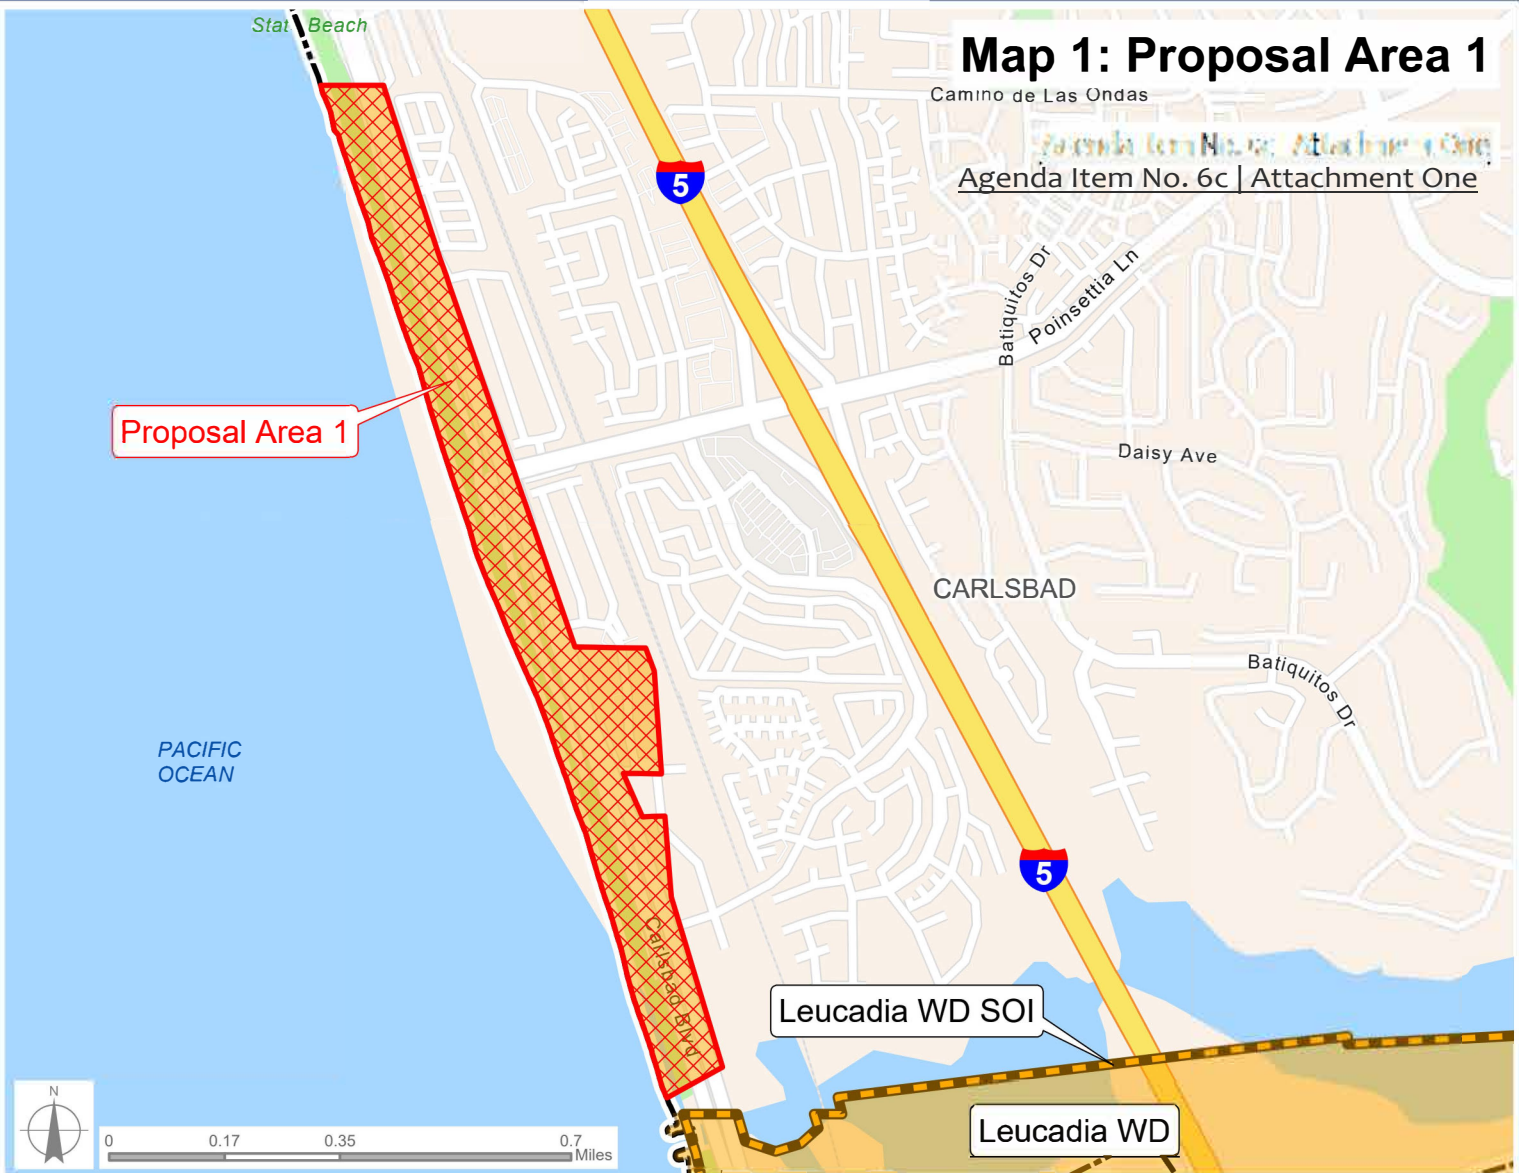 Stat Beach
Map 1: Proposal Area 1
Camino de Las Ondas
Agenda Item No. 6c | Attachment One
5
Batiquitos Dr
Poinsettia Ln
Proposal Area 1
Daisy Ave
CARLSBAD
Batiquitos Dr
PACIFIC
OCEAN
5
Carlsbad Blvd
Leucadia WD SOI
Leucadia WD
N
0 0.17 0.35 0.7
Miles